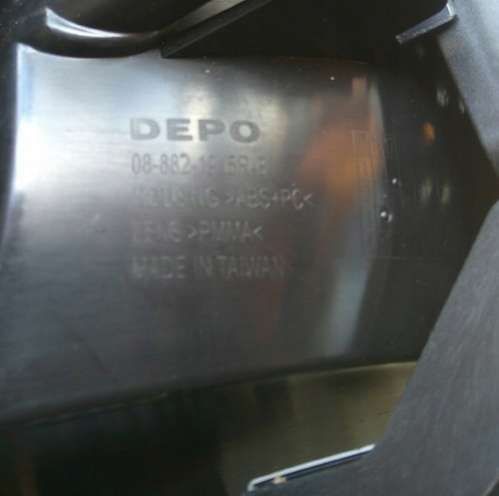 DEPO
HOUSING >ABS+PC<
LENS >PMMA<
MADE IN TAIWAN